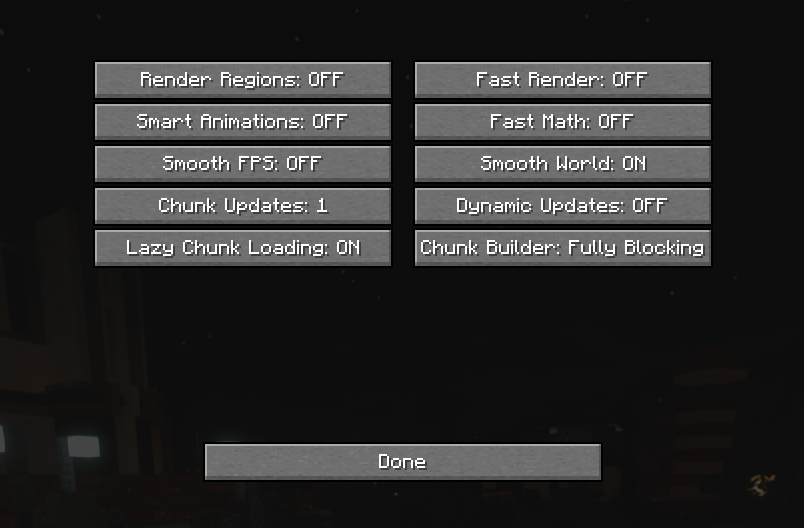 Render Regions: OFF
Fast Render: OFF
Smart Animations: OFF
Fast Math: OFF
Smooth FPS: OFF
Smooth World: ON
Chunk Updates: 1
Dynamic Updates: OFF
Lazy Chunk Loading: ON
Chunk Builder: Fully Blocking
Done